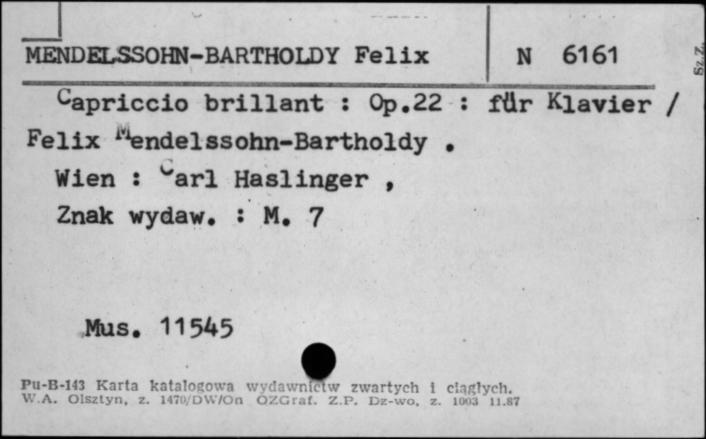 MENDELSSOHN-BARTHOLDY Felix N 6161
Sz.Z.
Capriccio brillant : Op.22 : für Klavier /
Felix Mendelssohn-Bartholdy .
Wien : Carl Haslinger ,
Znak wydaw. : M. 7
Mus. 11545
Pu-B-143 Karta katalogowa wydawnictw zwartych i ciągłych.
W.A. Olsztyn, z. 1470/DW/On OZGraf. Z.P. Dz-wo, z. 1003 11.87